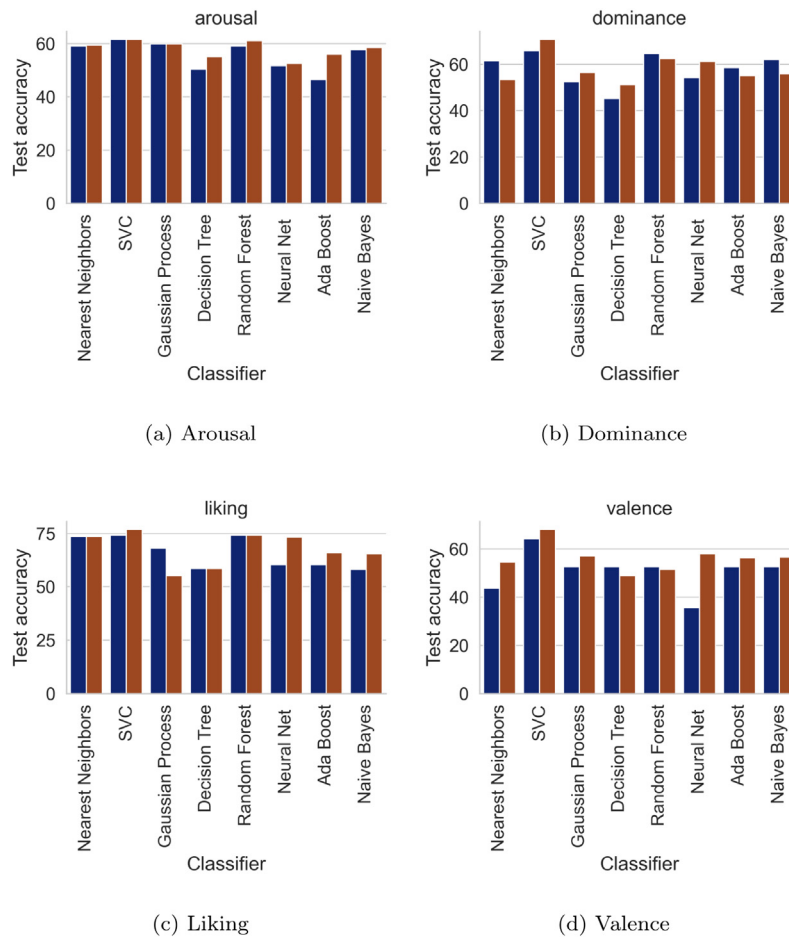 arousal
60
40
20
0
Test accuracy
Nearest Neighbors
SVC
Gaussian Process
Decision Tree
Random Forest
Neural Net
Ada Boost
Naive Bayes
Classifier
(a) Arousal
dominance
60
40
20
0
Test accuracy
Nearest Neighbors
SVC
Gaussian Process
Decision Tree
Random Forest
Neural Net
Ada Boost
Naive Bayes
Classifier
(b) Dominance
liking
75
50
25
0
Test accuracy
Nearest Neighbors
SVC
Gaussian Process
Decision Tree
Random Forest
Neural Net
Ada Boost
Naive Bayes
Classifier
(c) Liking
valence
60
40
20
0
Test accuracy
Nearest Neighbors
SVC
Gaussian Process
Decision Tree
Random Forest
Neural Net
Ada Boost
Naive Bayes
Classifier
(d) Valence